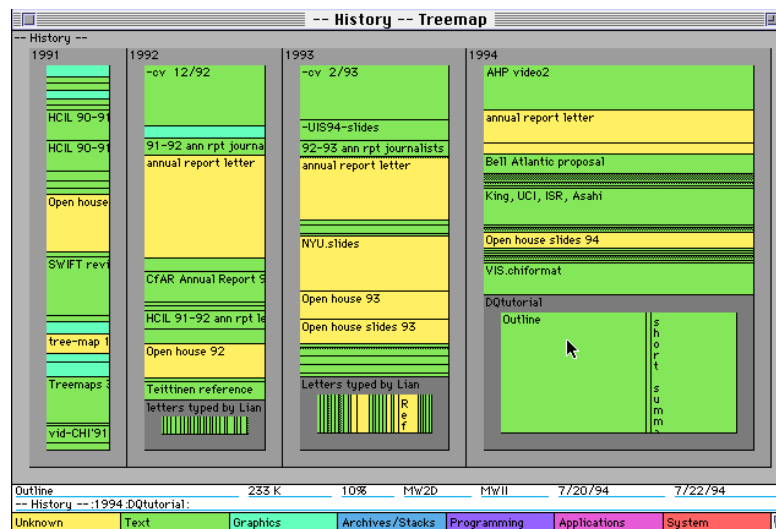 -- History -- Treemap
-- History --
1991
HCIL 90-91
HCIL 90-91
Open house
SWIFT revi
tree-map 1
Treemaps
vid-CHI'91
1992
-cv 12/92
91-92 ann rpt journa
annual report letter
CfAR Annual Report 9
HCIL 91-92 ann rpt le
Open house 92
Teittinen reference
letters typed by Lian
1993
-cv 2/93
-UIS94-slides
92-93 ann rpt journalists
annual report letter
NYU.slides
Open house 93
Open house slides 93
Letters typed by Lian
Ref
1994
AHP video2
annual report letter
Bell Atlantic proposal
King, UCI, ISR, Asahi
Open house slides 94
VIS.chiformat
DQtutorial
Outline
short summ
Outline 233 K 10% MW2D MWII 7/20/94 7/22/94
-- History --:1994:DQtutorial:
Unknown Text Graphics Archives/Stacks Programming Applications System